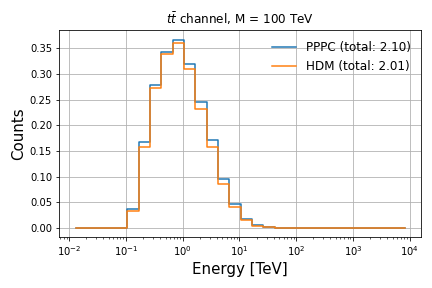 tt̄ channel, M = 100 TeV
PPPC (total: 2.10)
HDM (total: 2.01)
Counts
0.35
0.30
0.25
0.20
0.15
0.10
0.05
0.00
10⁻² 10⁻¹ 10⁰ 10¹ 10² 10³ 10⁴
Energy [TeV]